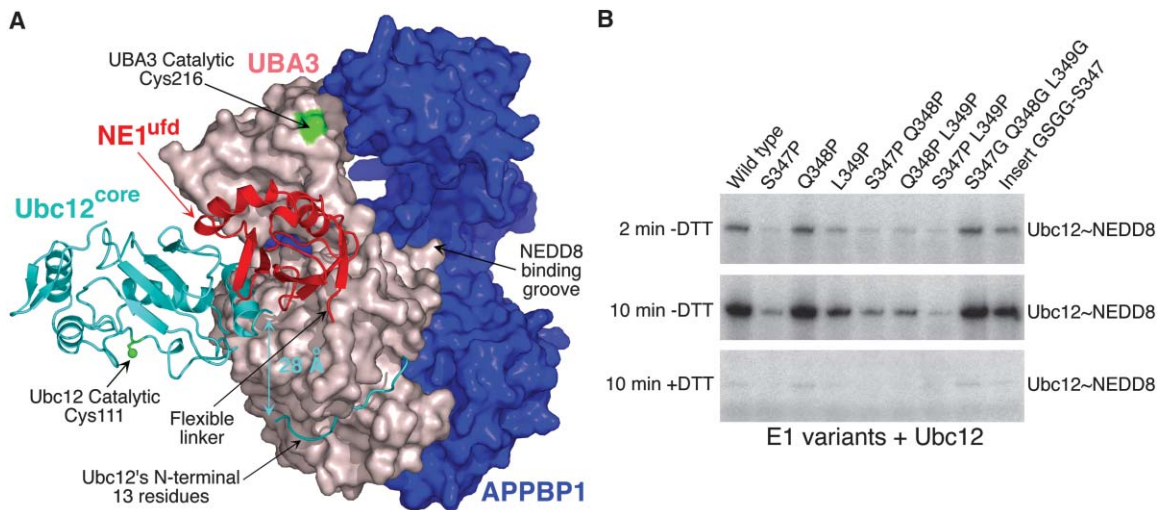 A
UBA3 Catalytic
Cys216
UBA3
NE1ufd
Ubc12core
NEDD8
binding
groove
28 Å
Ubc12 Catalytic
Cys111
Flexible
linker
Ubc12's N-terminal
13 residues
APPBP1
B
Wild type
S347P
Q348P
L349P
S347P Q348P
Q348P L349P
S347P L349P
S347G Q348G L349G
Insert GSGG-S347
2 min -DTT
Ubc12~NEDD8
10 min -DTT
Ubc12~NEDD8
10 min +DTT
Ubc12~NEDD8
E1 variants + Ubc12